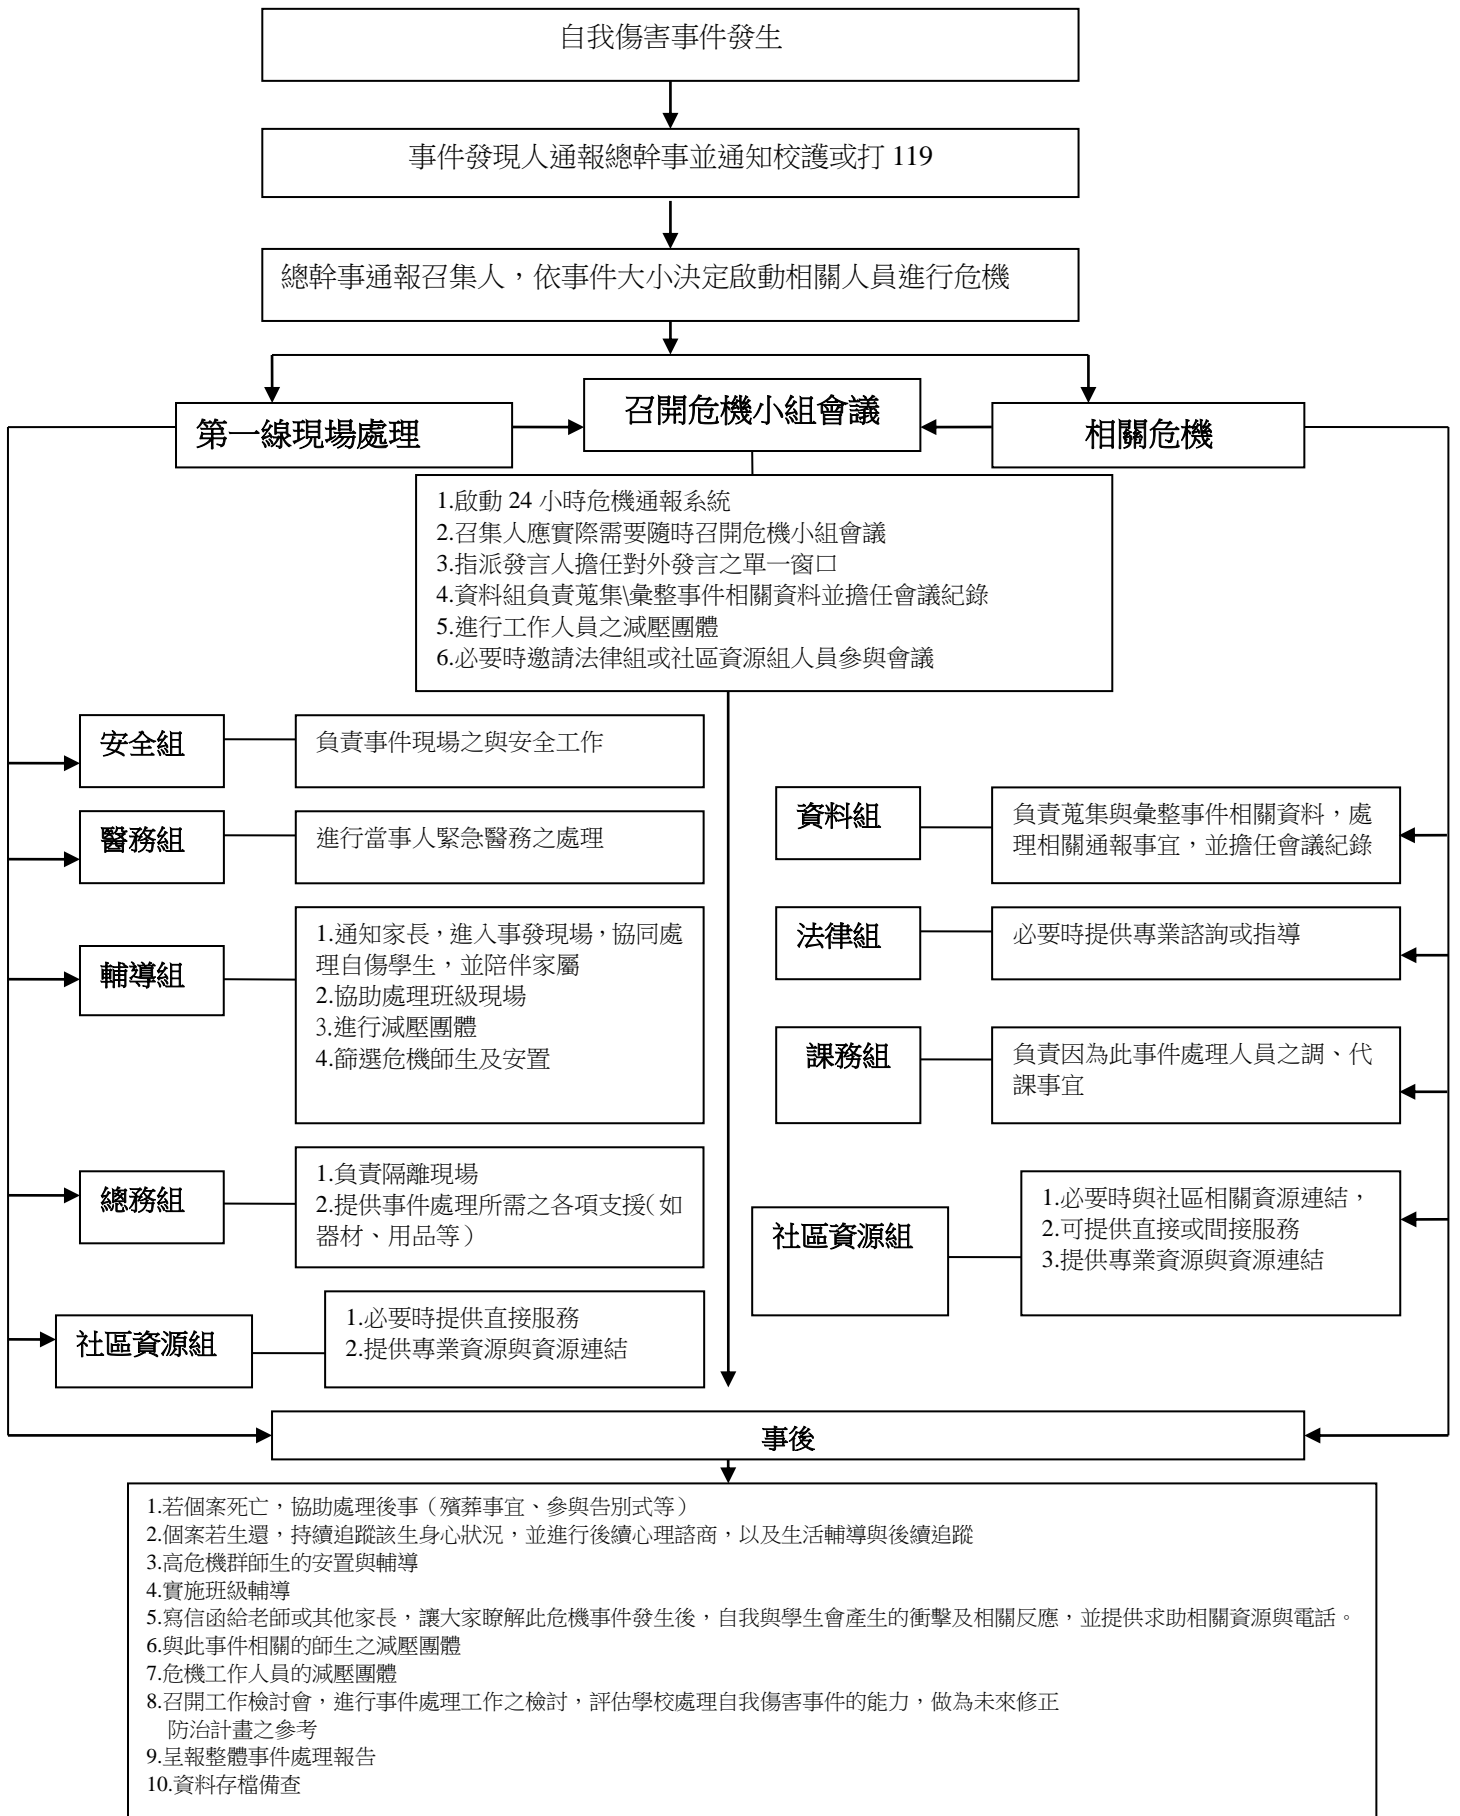 自我傷害事件發生
事件發現人通報總幹事並通知校護或打 119
總幹事通報召集人，依事件大小決定啟動相關人員進行危機
第一線現場處理
召開危機小組會議
相關危機
1.啟動 24 小時危機通報系統
2.召集人應實際需要隨時召開危機小組會議
3.指派發言人擔任對外發言之單一窗口
4.資料組負責蒐集\彙整事件相關資料並擔任會議紀錄
5.進行工作人員之減壓團體
6.必要時邀請法律組或社區資源組人員參與會議
安全組
負責事件現場之與安全工作
醫務組
進行當事人緊急醫務之處理
輔導組
1.通知家長，進入事發現場，協同處
理自傷學生，並陪伴家屬
2.協助處理班級現場
3.進行減壓團體
4.篩選危機師生及安置
總務組
1.負責隔離現場
2.提供事件處理所需之各項支援（如
器材、用品等）
社區資源組
1.必要時提供直接服務
2.提供專業資源與資源連結
資料組
負責蒐集與彙整事件相關資料，處
理相關通報事宜，並擔任會議紀錄
法律組
必要時提供專業諮詢或指導
課務組
負責因為此事件處理人員之調、代
課事宜
社區資源組
1.必要時與社區相關資源連結，
2.可提供直接或間接服務
3.提供專業資源與資源連結
事後
1.若個案死亡，協助處理後事（殯葬事宜、參與告別式等）
2.個案若生還，持續追蹤該生身心狀況，並進行後續心理諮商，以及生活輔導與後續追蹤
3.高危機群師生的安置與輔導
4.實施班級輔導
5.寫信函給老師或其他家長，讓大家瞭解此危機事件發生後，自我與學生會產生的衝擊及相關反應，並提供求助相關資源與電話。
6.與此事件相關的師生之減壓團體
7.危機工作人員的減壓團體
8.召開工作檢討會，進行事件處理工作之檢討，評估學校處理自我傷害事件的能力，做為未來修正
防治計畫之參考
9.呈報整體事件處理報告
10.資料存檔備查